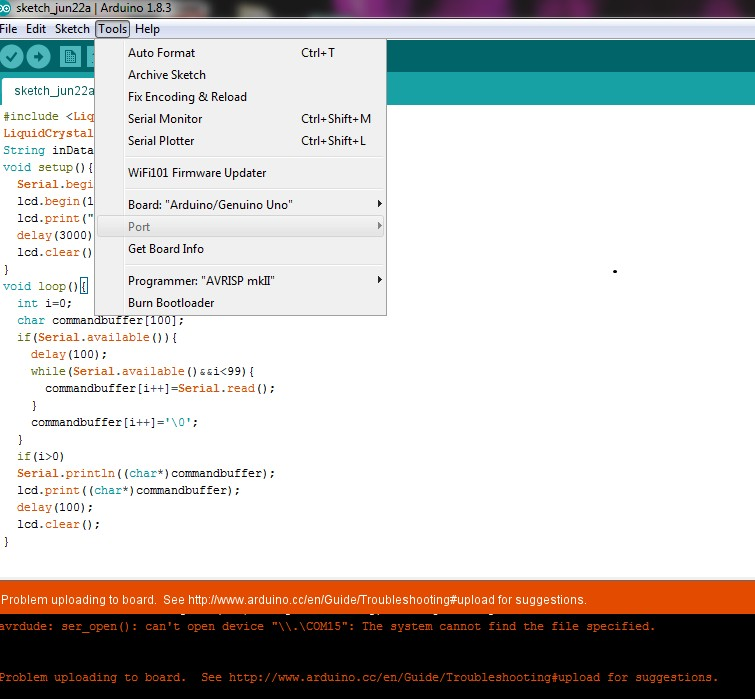 sketch_jun22a | Arduino 1.8.3
File Edit Sketch Tools Help
Auto Format Ctrl+T
Archive Sketch
Fix Encoding & Reload
Serial Monitor Ctrl+Shift+M
Serial Plotter Ctrl+Shift+L
WiFi101 Firmware Updater
Board: "Arduino/Genuino Uno"
Port
Get Board Info
Programmer: "AVRISP mkII"
Burn Bootloader
sketch_jun22a
#include <Liq
LiquidCrystal
String inData
void setup(){
Serial.begi
lcd.begin(1
lcd.print("
delay(3000)
lcd.clear()
}
void loop(){
int i=0;
char commandbuffer[100];
if(Serial.available()){
delay(100);
while(Serial.available()&&i<99){
commandbuffer[i++]=Serial.read();
}
commandbuffer[i++]='\0';
}
if(i>0)
Serial.println((char*)commandbuffer);
lcd.print((char*)commandbuffer);
delay(100);
lcd.clear();
}
Problem uploading to board. See http://www.arduino.cc/en/Guide/Troubleshooting#upload for suggestions.
avrdude: ser_open(): can't open device "\\.\COM15": The system cannot find the file specified.
Problem uploading to board. See http://www.arduino.cc/en/Guide/Troubleshooting#upload for suggestions.